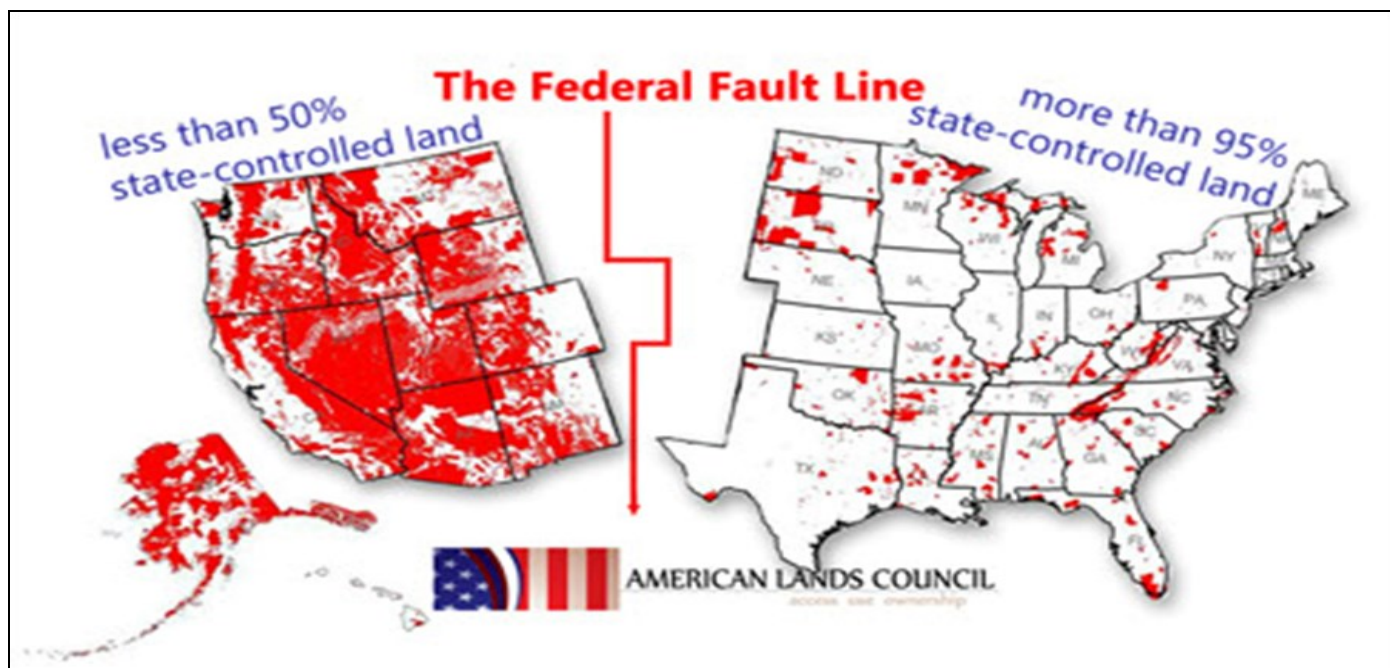 The Federal Fault Line
less than 50%
state-controlled land
more than 95%
state-controlled land
ND
MN
WI
MI
NY
ME
NE
IA
IL
IN
OH
PA
KS
MO
KY
VA
OK
AR
TN
NC
SC
TX
MS
AL
GA
FL
AMERICAN LANDS COUNCIL
access use ownership